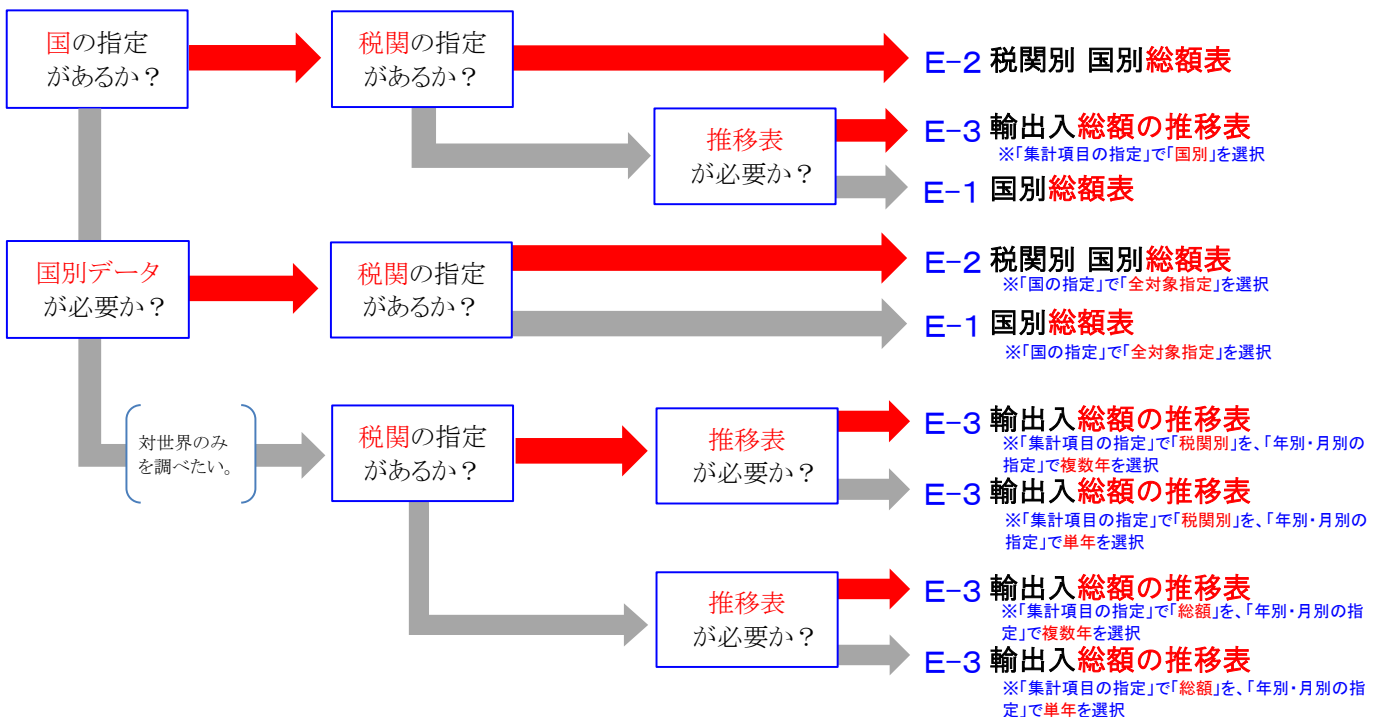 国の指定
があるか？
税関の指定
があるか？
E-2 税関別 国別総額表
推移表
が必要か？
E-3 輸出入総額の推移表
※「集計項目の指定」で「国別」を選択
E-1 国別総額表
国別データ
が必要か？
税関の指定
があるか？
E-2 税関別 国別総額表
※「国の指定」で「全対象指定」を選択
E-1 国別総額表
※「国の指定」で「全対象指定」を選択
対世界のみ
を調べたい。
税関の指定
があるか？
推移表
が必要か？
E-3 輸出入総額の推移表
※「集計項目の指定」で「税関別」を、「年別・月別の
指定」で複数年を選択
E-3 輸出入総額の推移表
※「集計項目の指定」で「税関別」を、「年別・月別の
指定」で単年を選択
推移表
が必要か？
E-3 輸出入総額の推移表
※「集計項目の指定」で「総額」を、「年別・月別の指
定」で複数年を選択
E-3 輸出入総額の推移表
※「集計項目の指定」で「総額」を、「年別・月別の指
定」で単年を選択